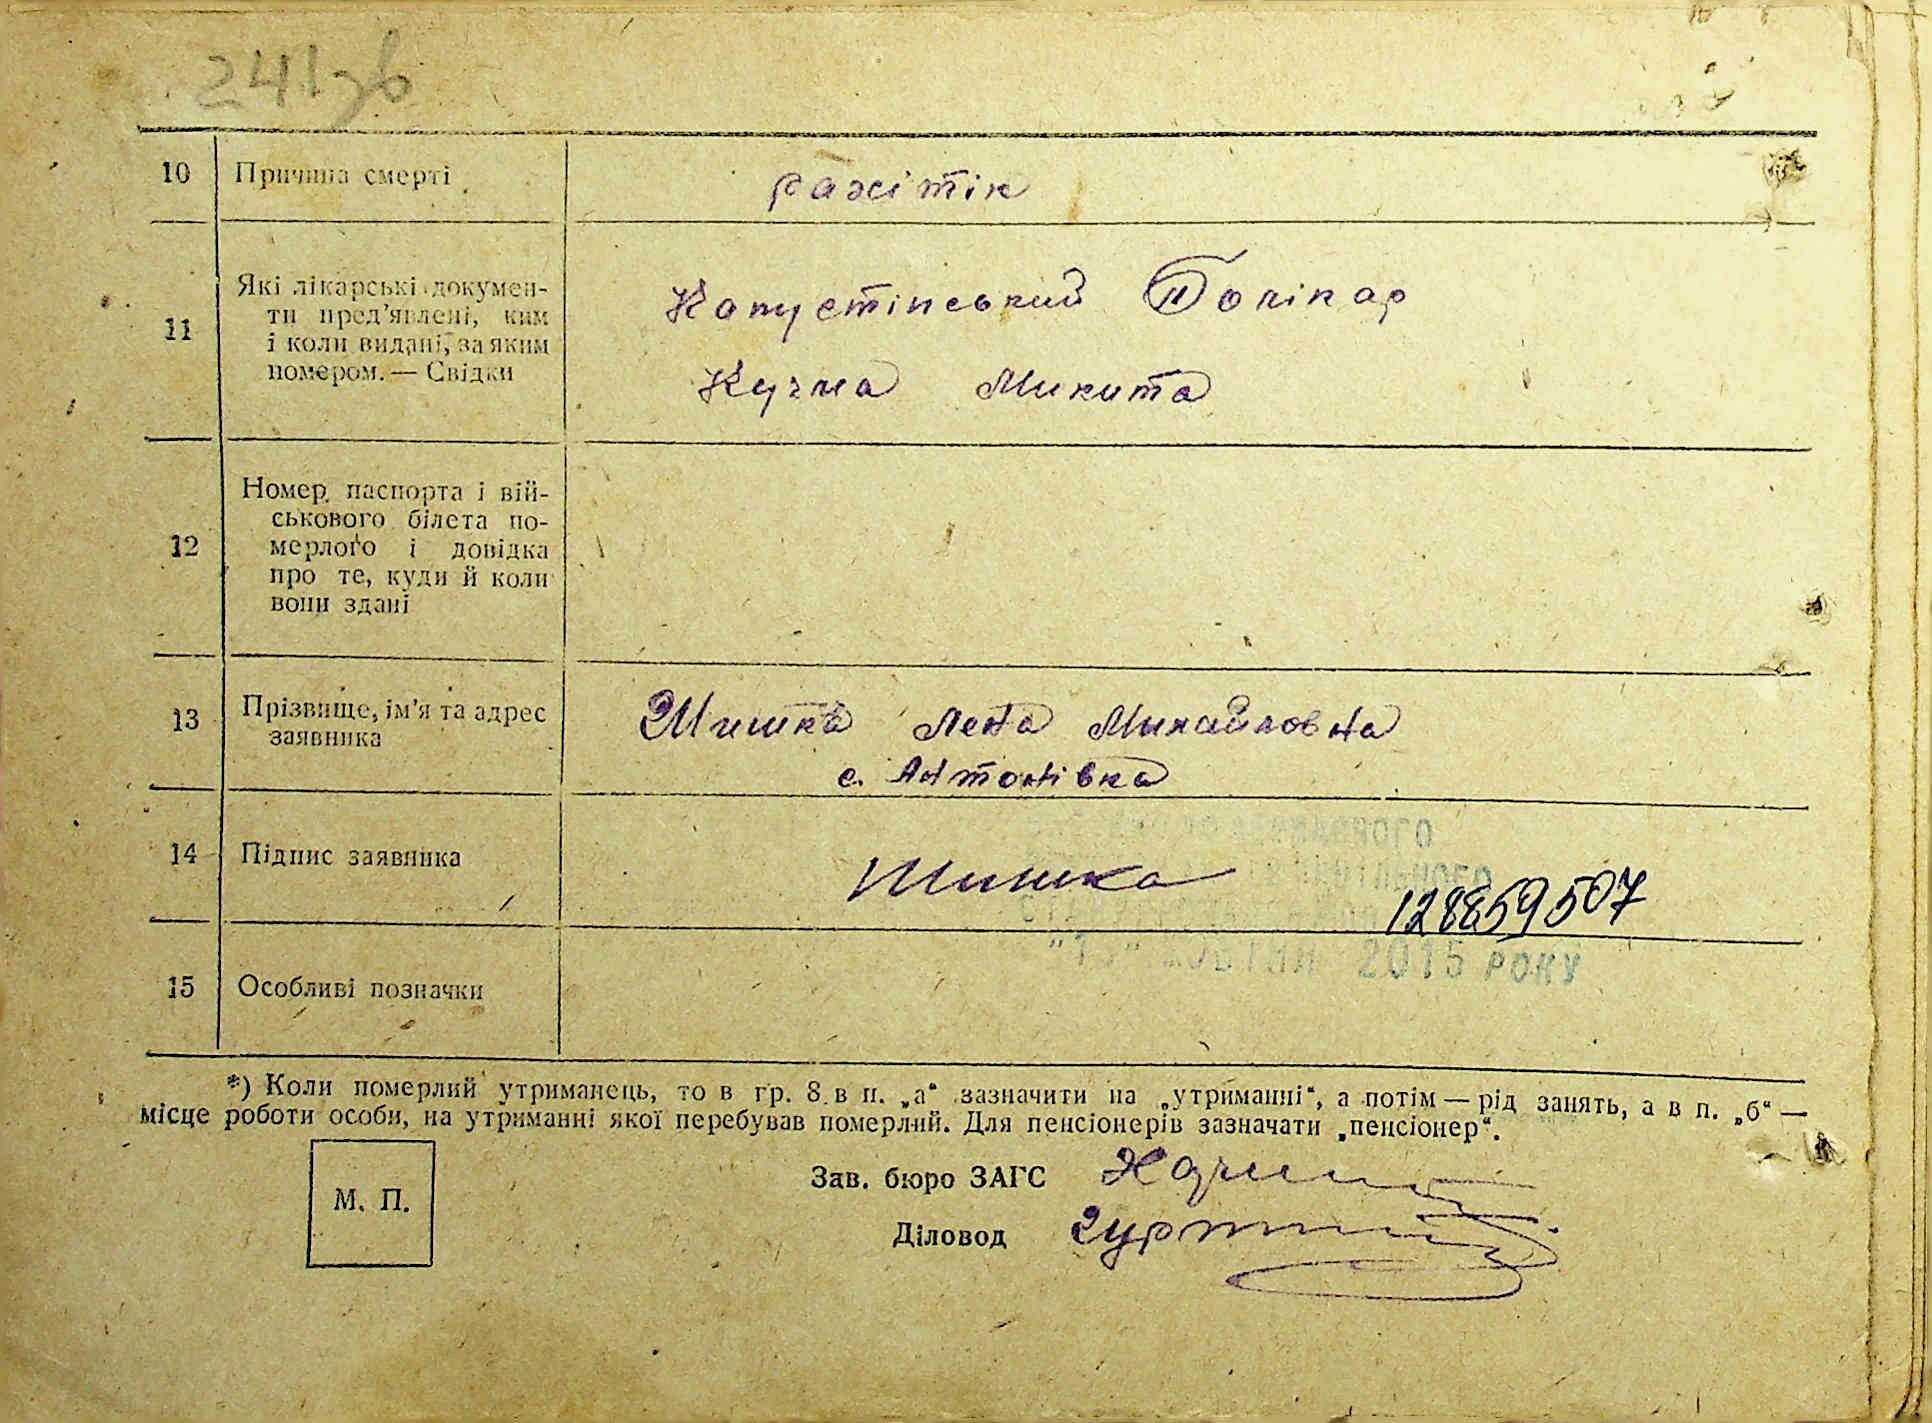 241зв
10 Причина смерті рахітік
11 Які лікарські докумен-
ти пред'явлені, ким
і коли видані, за яким
номером. — Свідки
Капустінський Полікар
Кучма Микита
12 Номер паспорта і вій-
ськового білета по-
мерлого і довідка
про те, куди й коли
вони здані
13 Прізвище, ім'я та адрес
заявника
Шишка Лена Михайловна
с. Антонівка
14 Підпис заявника Шишка
128859507
2015 РОКУ
15 Особливі позначки
*) Коли померлий утриманець, то в гр. 8 в п. „а“ зазначити на „утриманні“, а потім — рід занять, а в п. „б“ —
місце роботи особи, на утриманні якої перебував померлий. Для пенсіонерів зазначати „пенсіонер“.
М. П.
Зав. бюро ЗАГС
Діловод